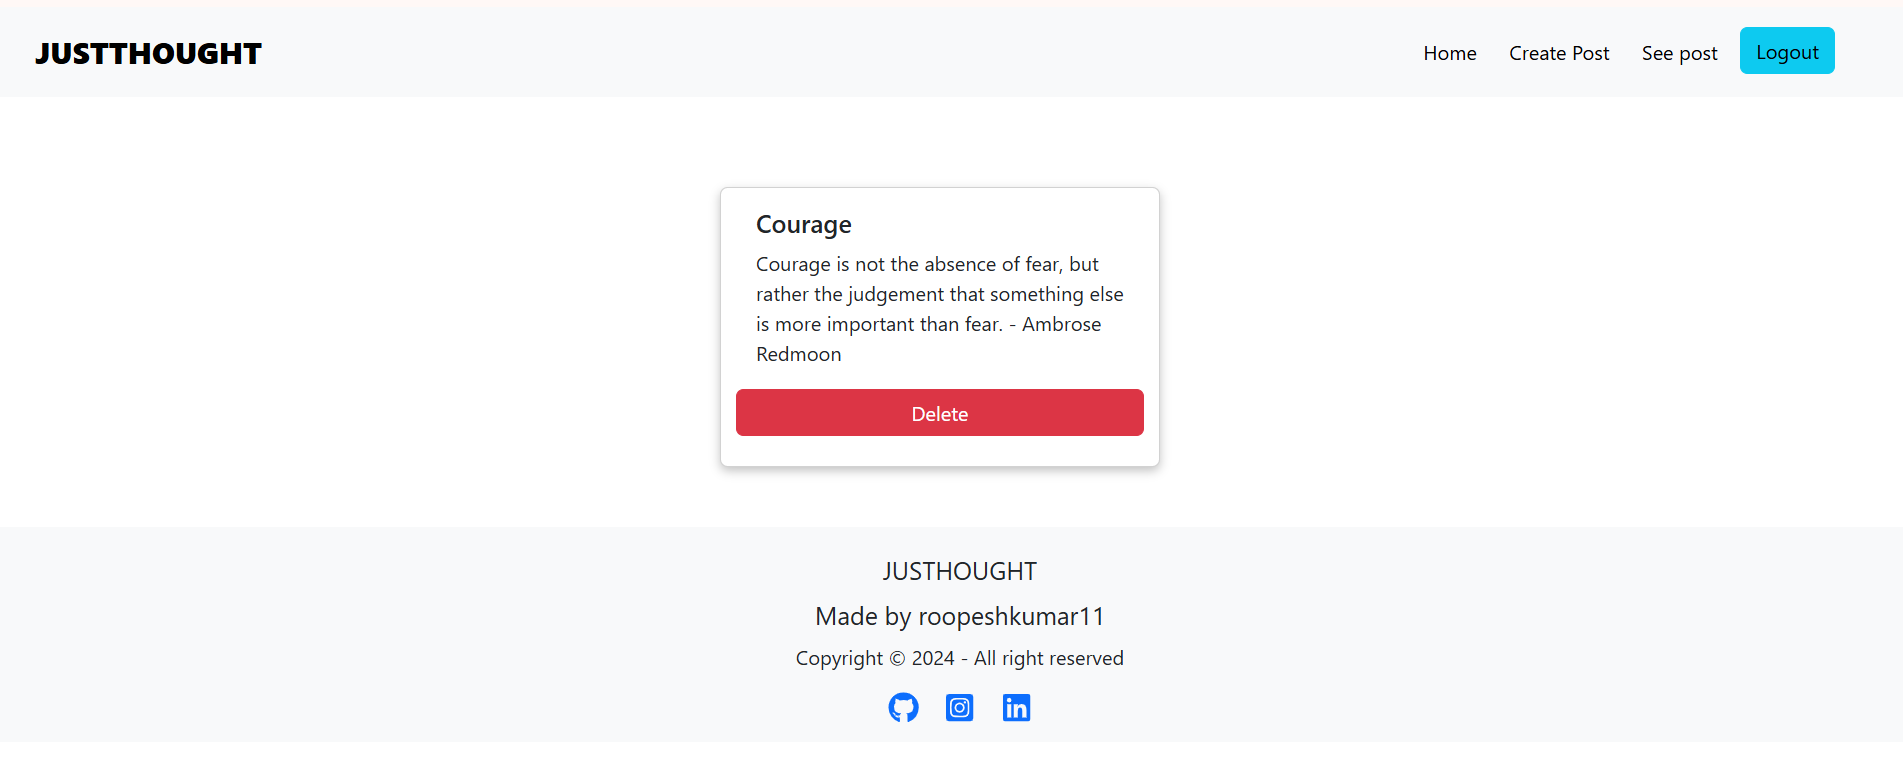 JUSTTHOUGHT
Home Create Post See post Logout
Courage
Courage is not the absence of fear, but
rather the judgement that something else
is more important than fear. - Ambrose
Redmoon
Delete
JUSTHOUGHT
Made by roopeshkumar11
Copyright © 2024 - All right reserved